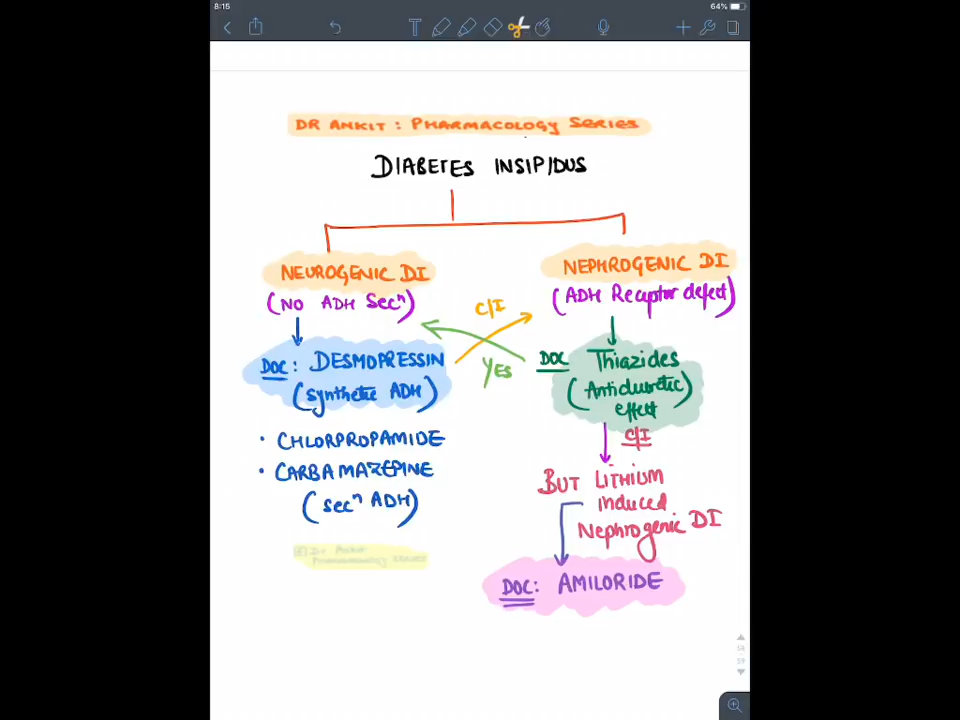 8:15
64%
DR ANKIT : PHARMACOLOGY SERIES
DIABETES INSIPIDUS
NEUROGENIC DI
(NO ADH Secⁿ)
DOC: DESMOPRESSIN
(synthetic ADH)
• CHLORPROPAMIDE
• CARBAMAZEPINE
(secⁿ ADH)
C/I
YES
NEPHROGENIC DI
(ADH Receptor defect)
DOC Thiazides
(Antidiuretic)
effect
C/I
BUT LITHIUM
induced
Nephrogenic DI
DOC: AMILORIDE
58
59